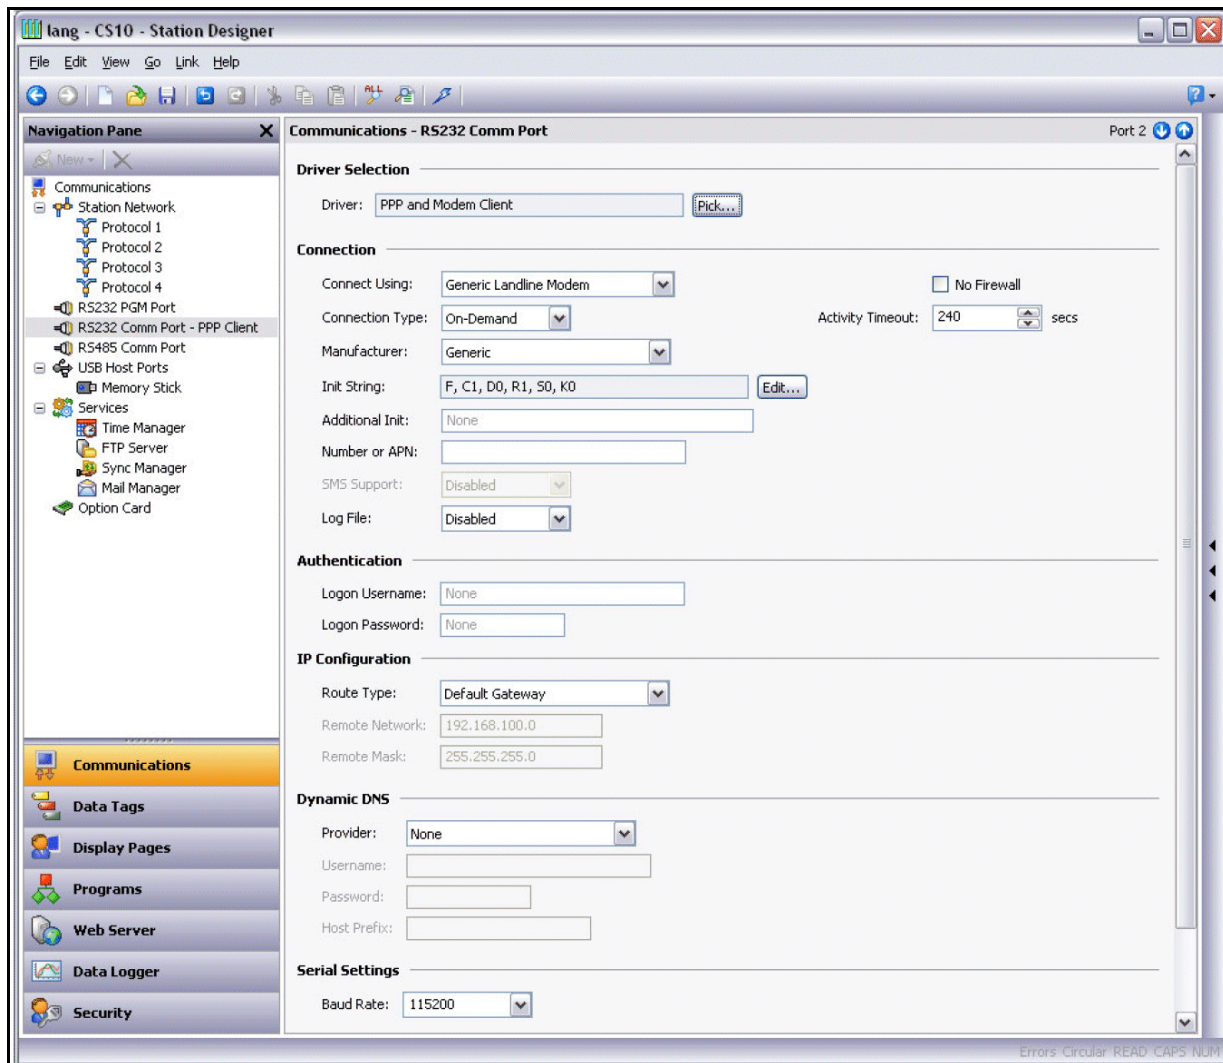 lang - CS10 - Station Designer
File Edit View Go Link Help
ALL
Navigation Pane
New
Communications
Station Network
Protocol 1
Protocol 2
Protocol 3
Protocol 4
RS232 PGM Port
RS232 Comm Port - PPP Client
RS485 Comm Port
USB Host Ports
Memory Stick
Services
Time Manager
FTP Server
Sync Manager
Mail Manager
Option Card
Communications
Data Tags
Display Pages
Programs
Web Server
Data Logger
Security
Communications - RS232 Comm Port Port 2
Driver Selection
Driver: PPP and Modem Client Pick...
Connection
Connect Using: Generic Landline Modem No Firewall
Connection Type: On-Demand Activity Timeout: 240 secs
Manufacturer: Generic
Init String: F, C1, D0, R1, S0, K0 Edit...
Additional Init: None
Number or APN:
SMS Support: Disabled
Log File: Disabled
Authentication
Logon Username: None
Logon Password: None
IP Configuration
Route Type: Default Gateway
Remote Network: 192.168.100.0
Remote Mask: 255.255.255.0
Dynamic DNS
Provider: None
Username:
Password:
Host Prefix:
Serial Settings
Baud Rate: 115200
Errors Circular READ CAPS NUM